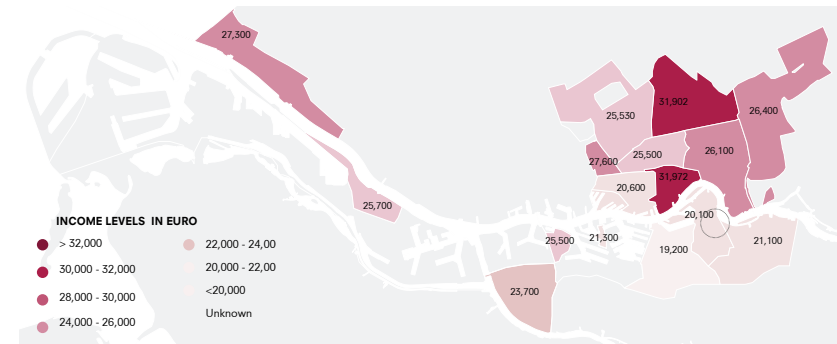 27,300
31,902
25,530
26,400
25,500
26,100
27,600
31,972
20,600
25,700
20,100
25,500
21,300
19,200
21,100
23,700
INCOME LEVELS IN EURO
> 32,000
30,000 - 32,000
28,000 - 30,000
24,000 - 26,000
22,000 - 24,00
20,000 - 22,00
<20,000
Unknown